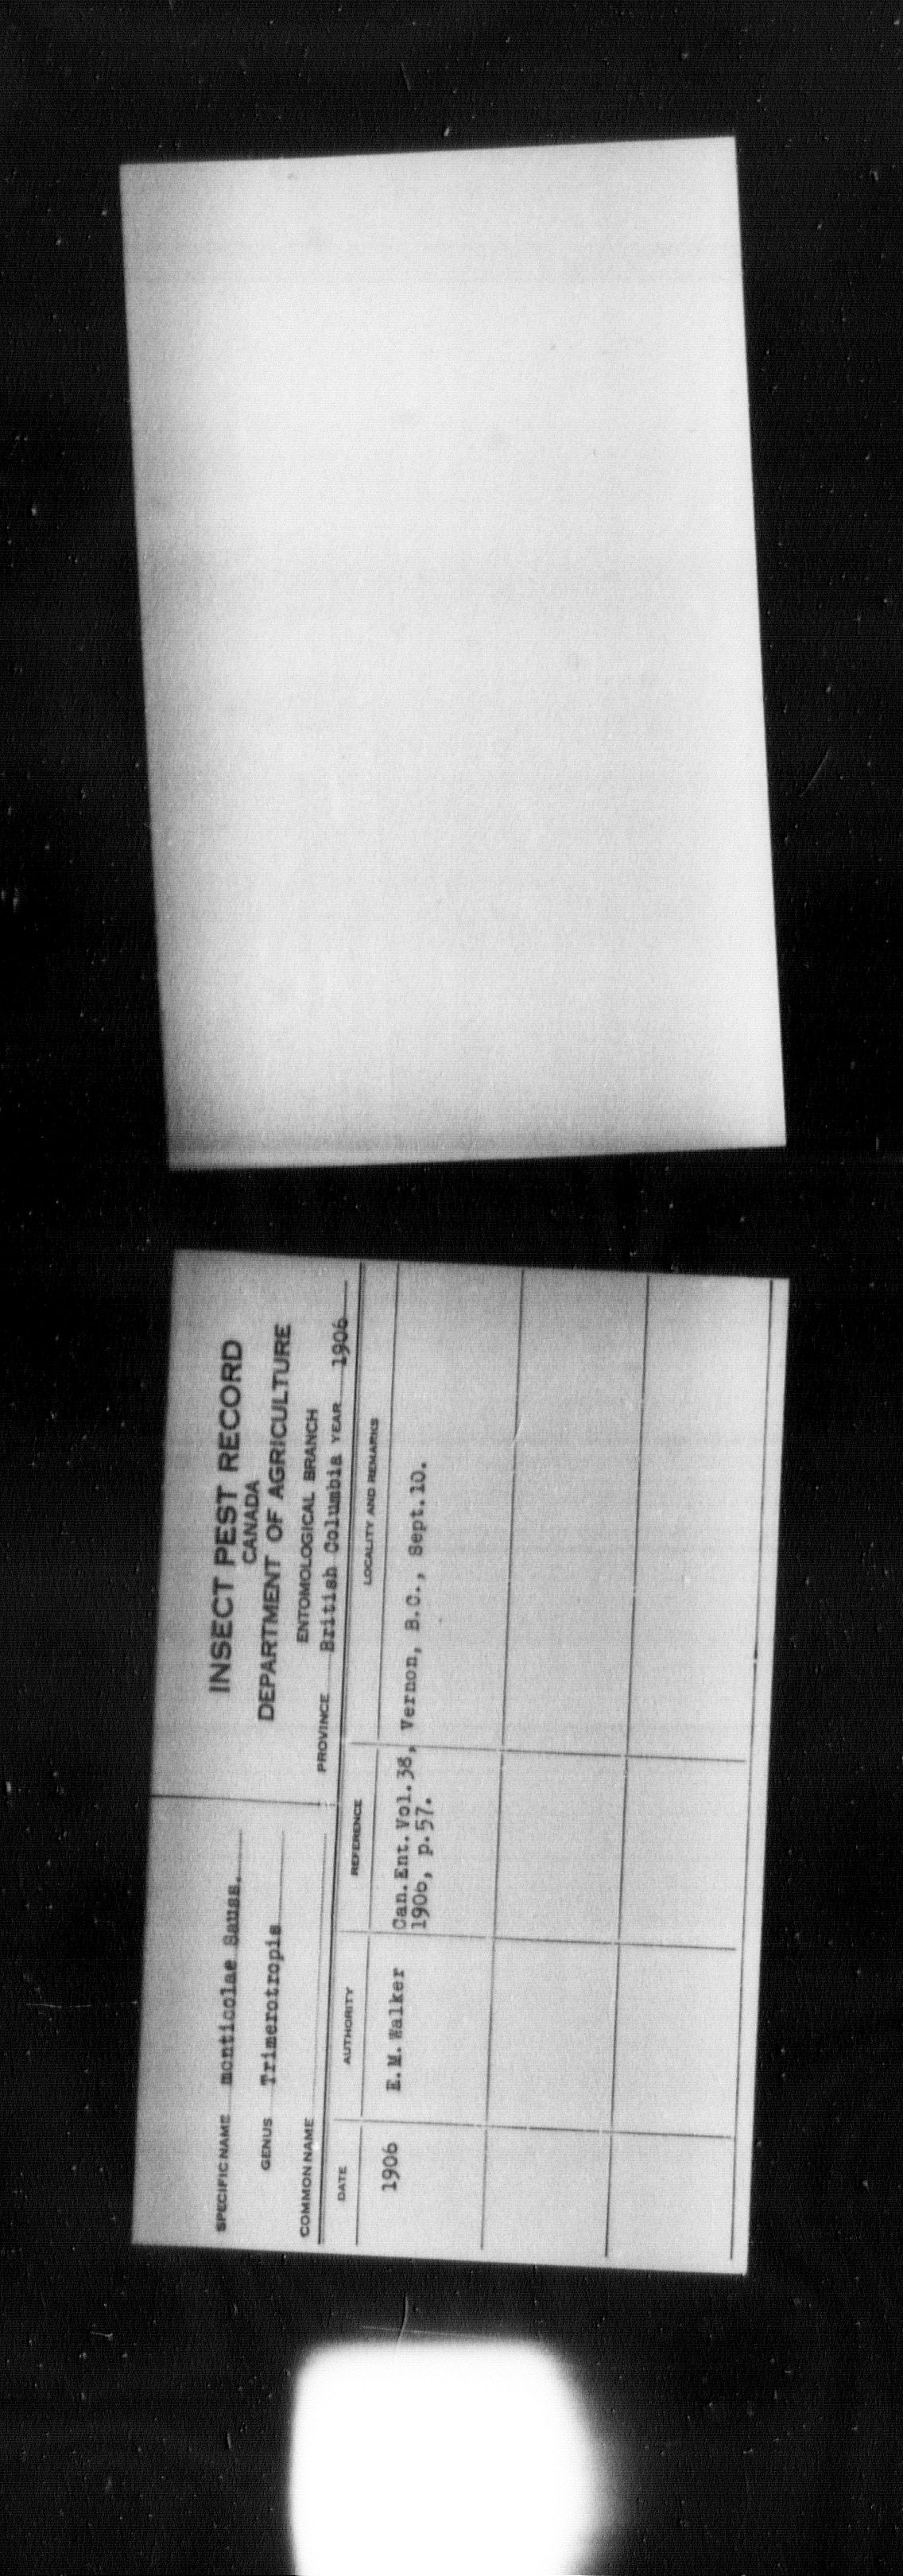 INSECT PEST RECORD
CANADA
DEPARTMENT OF AGRICULTURE
ENTOMOLOGICAL BRANCH
SPECIFIC NAME monticolae Sauss.
GENUS Trimerotropis
COMMON NAME
PROVINCE British Columbia YEAR 1906
DATE AUTHORITY REFERENCE LOCALITY AND REMARKS
1906 E.M.Walker Can.Ent.Vol.38, Vernon, B.C., Sept.10.
1906, p.57.